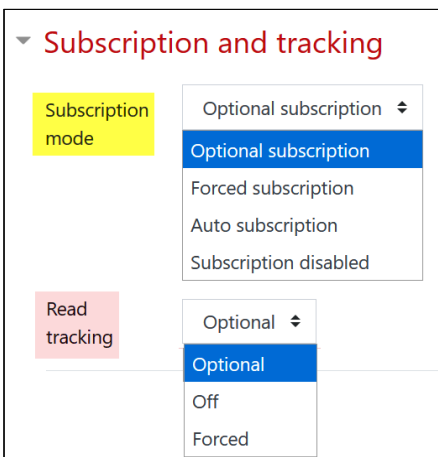 Subscription and tracking
Subscription
mode
Optional subscription
Optional subscription
Forced subscription
Auto subscription
Subscription disabled
Read
tracking
Optional
Optional
Off
Forced